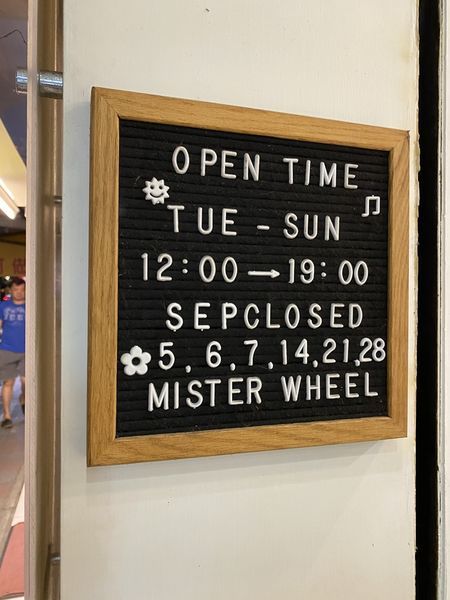 OPEN TIME
TUE - SUN
12:00→19:00
SEPCLOSED
5,6,7,14,21,28
MISTER WHEEL